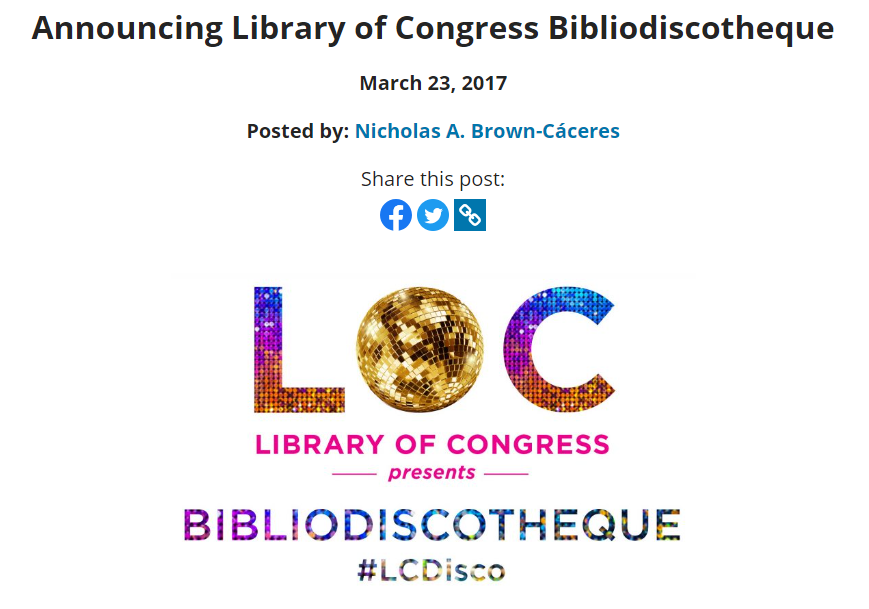 Announcing Library of Congress Bibliodiscotheque
March 23, 2017
Posted by: Nicholas A. Brown-Cáceres
Share this post:
LOC
LIBRARY OF CONGRESS
presents
BIBLIODISCOTHEQUE
#LCDisco